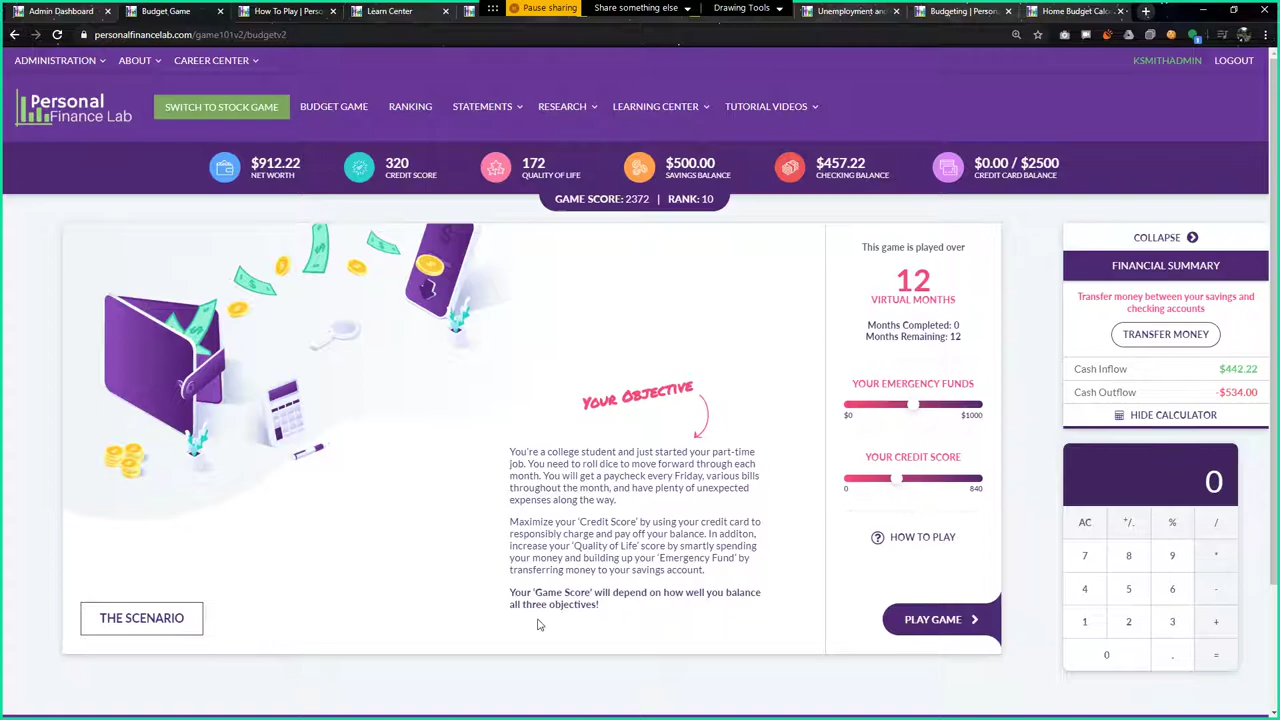 Admin Dashboard
Budget Game
How To Play | Perso
Learn Center
Pause sharing
Share something else
Drawing Tools
Unemployment and
Budgeting | Persona
Home Budget Calcu
personalfinancelab.com/game101v2/budgetv2
ADMINISTRATION
ABOUT
CAREER CENTER
KSMITHADMIN
LOGOUT
Personal
Finance Lab
SWITCH TO STOCK GAME
BUDGET GAME
RANKING
STATEMENTS
RESEARCH
LEARNING CENTER
TUTORIAL VIDEOS
$912.22
NET WORTH
320
CREDIT SCORE
172
QUALITY OF LIFE
$500.00
SAVINGS BALANCE
$457.22
CHECKING BALANCE
$0.00 / $2500
CREDIT CARD BALANCE
GAME SCORE: 2372 | RANK: 10
YOUR OBJECTIVE
You're a college student and just started your part-time
job. You need to roll dice to move forward through each
month. You will get a paycheck every Friday, various bills
throughout the month, and have plenty of unexpected
expenses along the way.
Maximize your 'Credit Score' by using your credit card to
responsibly charge and pay off your balance. In additon,
increase your 'Quality of Life' score by smartly spending
your money and building up your 'Emergency Fund' by
transferring money to your savings account.
Your 'Game Score' will depend on how well you balance
all three objectives!
THE SCENARIO
This game is played over
12
VIRTUAL MONTHS
Months Completed: 0
Months Remaining: 12
YOUR EMERGENCY FUNDS
$0 $1000
YOUR CREDIT SCORE
0 840
HOW TO PLAY
PLAY GAME
COLLAPSE
FINANCIAL SUMMARY
Transfer money between your savings and
checking accounts
TRANSFER MONEY
Cash Inflow $442.22
Cash Outflow -$534.00
HIDE CALCULATOR
0
AC +/- % /
7 8 9 *
4 5 6 -
1 2 3 +
0 . =